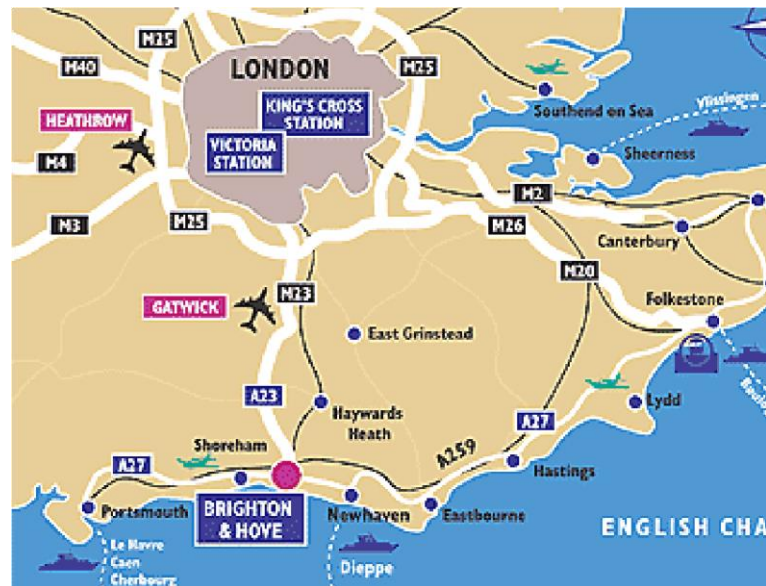 M25
M40
LONDON
M25
KING'S CROSS
STATION
Southend on Sea
Vlissingen
HEATHROW
VICTORIA
STATION
Sheerness
M4
M2
M3
M25
M26
Canterbury
M20
M23
GATWICK
Folkestone
East Grinstead
A23
Haywards
Heath
Lydd
A27
Shoreham
A259
A27
Hastings
Portsmouth
BRIGHTON
& HOVE
Newhaven
Eastbourne
ENGLISH CHA
Le Havre
Caen
Cherbourg
Dieppe